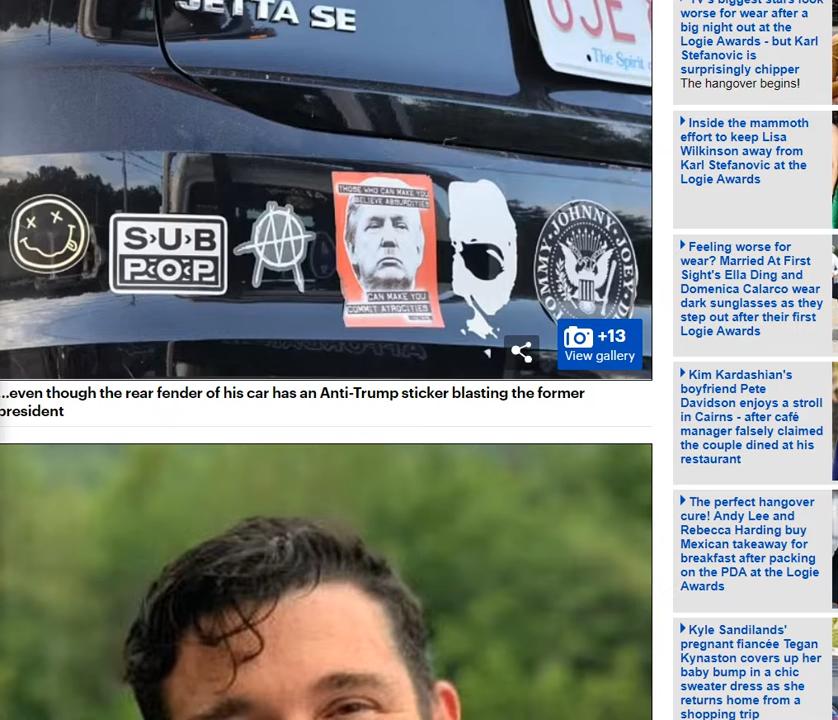 JETTA SE
The Spirit
SUB
POP
THOSE WHO CAN MAKE YOU
BELIEVE ABSURDITIES
CAN MAKE YOU
COMMIT ATROCITIES
JOHNNY · JOEY · D
OMMY ·
+13
View gallery
...even though the rear fender of his car has an Anti-Trump sticker blasting the former
president
TV's biggest stars look
worse for wear after a
big night out at the
Logie Awards - but Karl
Stefanovic is
surprisingly chipper
The hangover begins!
Inside the mammoth
effort to keep Lisa
Wilkinson away from
Karl Stefanovic at the
Logie Awards
Feeling worse for
wear? Married At First
Sight's Ella Ding and
Domenica Calarco wear
dark sunglasses as they
step out after their first
Logie Awards
Kim Kardashian's
boyfriend Pete
Davidson enjoys a stroll
in Cairns - after café
manager falsely claimed
the couple dined at his
restaurant
The perfect hangover
cure! Andy Lee and
Rebecca Harding buy
Mexican takeaway for
breakfast after packing
on the PDA at the Logie
Awards
Kyle Sandilands'
pregnant fiancée Tegan
Kynaston covers up her
baby bump in a chic
sweater dress as she
returns home from a
shopping trip